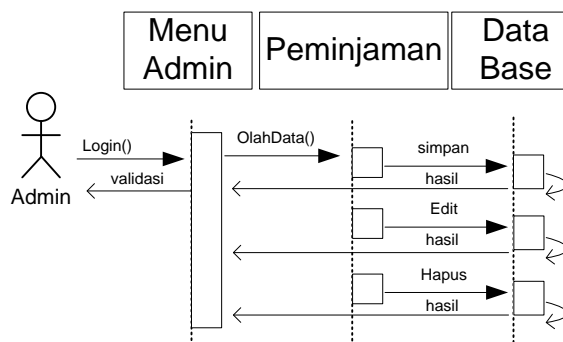 Menu
Admin
Peminjaman
Data
Base
Login()
OlahData()
simpan
validasi
hasil
Admin
Edit
hasil
Hapus
hasil